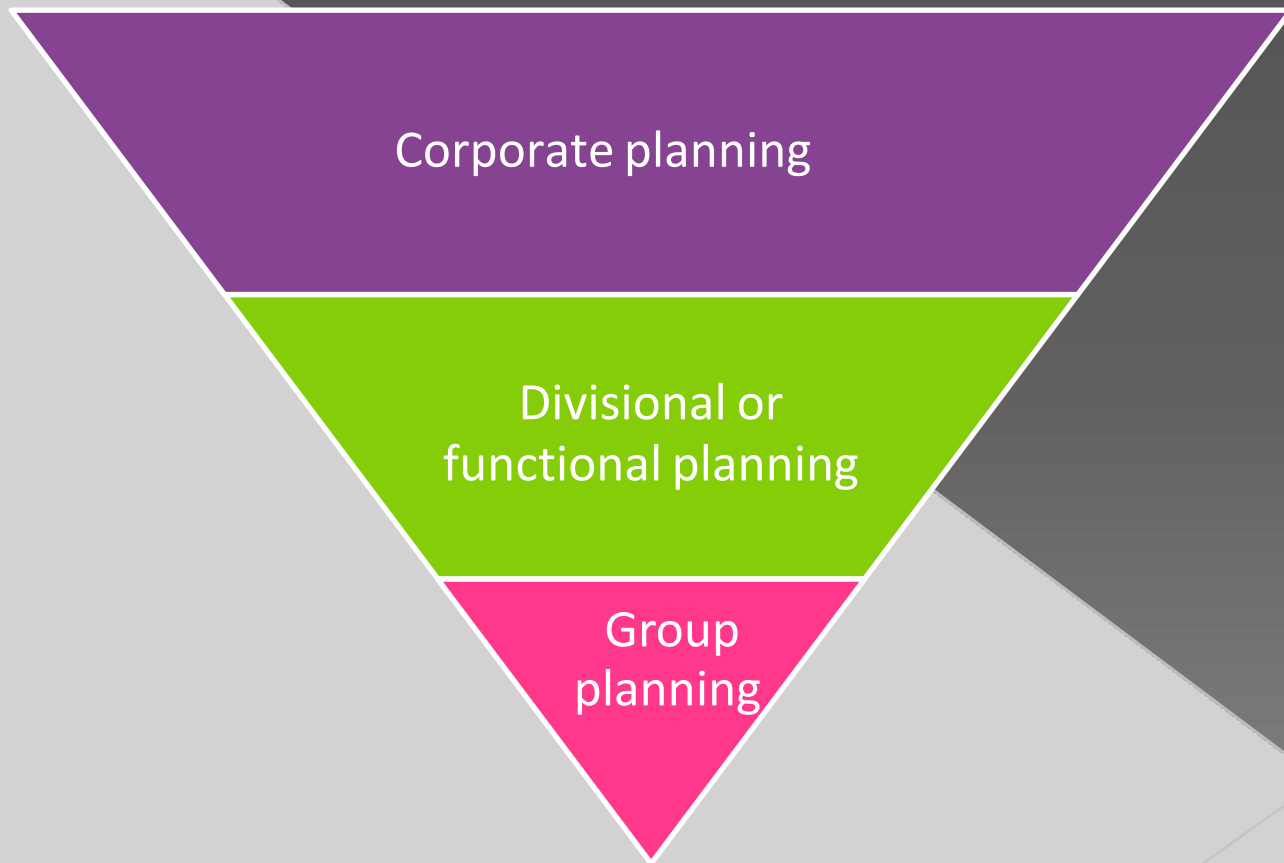 Corporate planning
Divisional or
functional planning
Group
planning